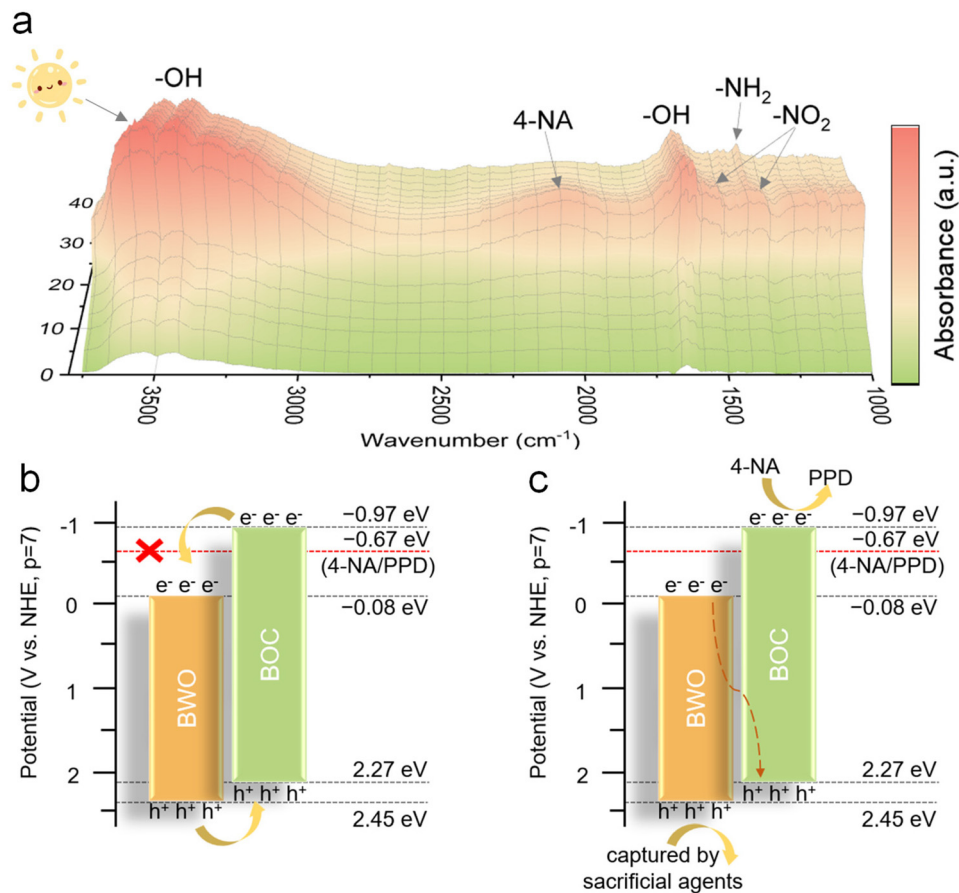 a
-OH
4-NA
-OH
-NH₂
-NO₂
Absorbance (a.u.)
40
30
20
10
0
3500
3000
2500
2000
1500
1000
Wavenumber (cm⁻¹)
b
Potential (V vs. NHE, p=7)
-1
0
1
2
e⁻ e⁻ e⁻
−0.97 eV
−0.67 eV
(4-NA/PPD)
e⁻ e⁻ e⁻
−0.08 eV
BWO
BOC
2.27 eV
h⁺ h⁺ h⁺
h⁺ h⁺ h⁺
2.45 eV
c
4-NA
PPD
Potential (V vs. NHE, p=7)
-1
0
1
2
e⁻ e⁻ e⁻
−0.97 eV
−0.67 eV
(4-NA/PPD)
e⁻ e⁻ e⁻
−0.08 eV
BWO
BOC
2.27 eV
h⁺ h⁺ h⁺
h⁺ h⁺ h⁺
2.45 eV
captured by
sacrificial agents